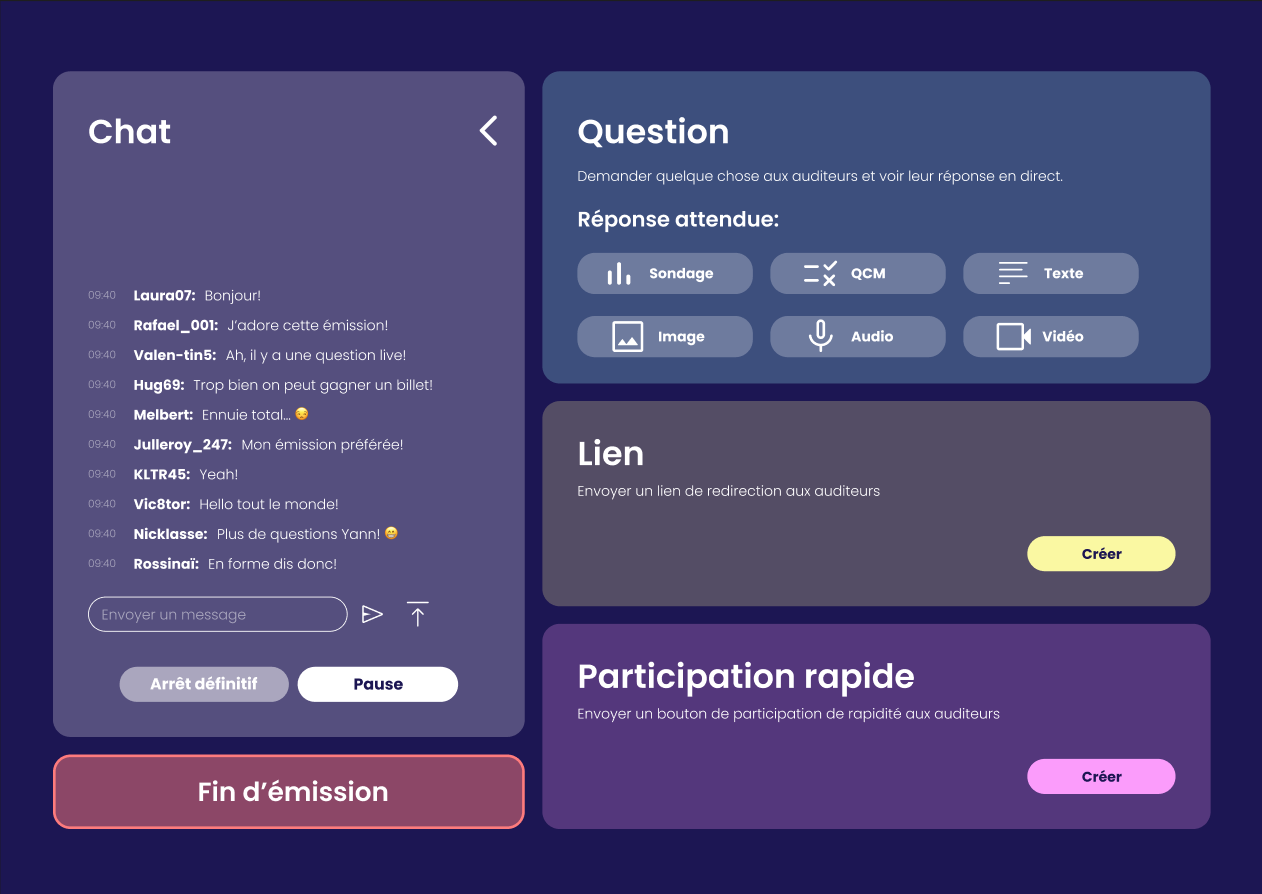 Chat
09:40 Laura07: Bonjour!
09:40 Rafael_001: J’adore cette émission!
09:40 Valen-tin5: Ah, il y a une question live!
09:40 Hug69: Trop bien on peut gagner un billet!
09:40 Melbert: Ennuie total... 😔
09:40 Julleroy_247: Mon émission préférée!
09:40 KLTR45: Yeah!
09:40 Vic8tor: Hello tout le monde!
09:40 Nicklasse: Plus de questions Yann! 😁
09:40 Rossinaï: En forme dis donc!
Envoyer un message
Arrêt définitif
Pause
Fin d’émission
Question
Demander quelque chose aux auditeurs et voir leur réponse en direct.
Réponse attendue:
Sondage
QCM
Texte
Image
Audio
Vidéo
Lien
Envoyer un lien de redirection aux auditeurs
Créer
Participation rapide
Envoyer un bouton de participation de rapidité aux auditeurs
Créer